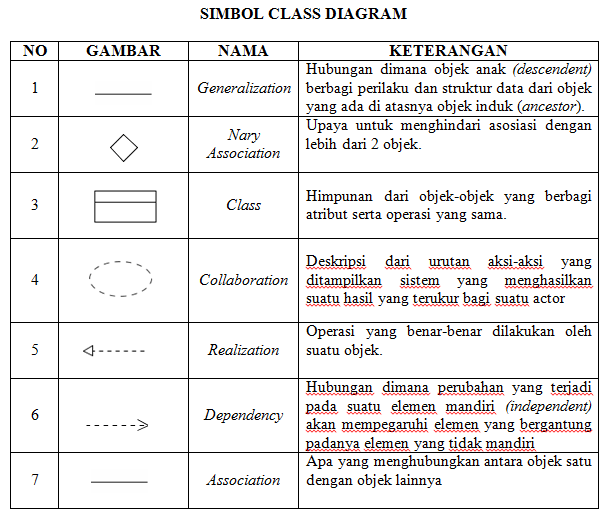 SIMBOL CLASS DIAGRAM
NO GAMBAR NAMA KETERANGAN
1 Generalization
Hubungan dimana objek anak (descendent)
berbagi perilaku dan struktur data dari objek
yang ada di atasnya objek induk (ancestor).
2 Nary
Association
Upaya untuk menghindari asosiasi dengan
lebih dari 2 objek.
3 Class
Himpunan dari objek-objek yang berbagi
atribut serta operasi yang sama.
4 Collaboration
Deskripsi dari urutan aksi-aksi yang
ditampilkan sistem yang menghasilkan
suatu hasil yang terukur bagi suatu actor
5 Realization
Operasi yang benar-benar dilakukan oleh
suatu objek.
6 Dependency
Hubungan dimana perubahan yang terjadi
pada suatu elemen mandiri (independent)
akan mempegaruhi elemen yang bergantung
padanya elemen yang tidak mandiri
7 Association
Apa yang menghubungkan antara objek satu
dengan objek lainnya